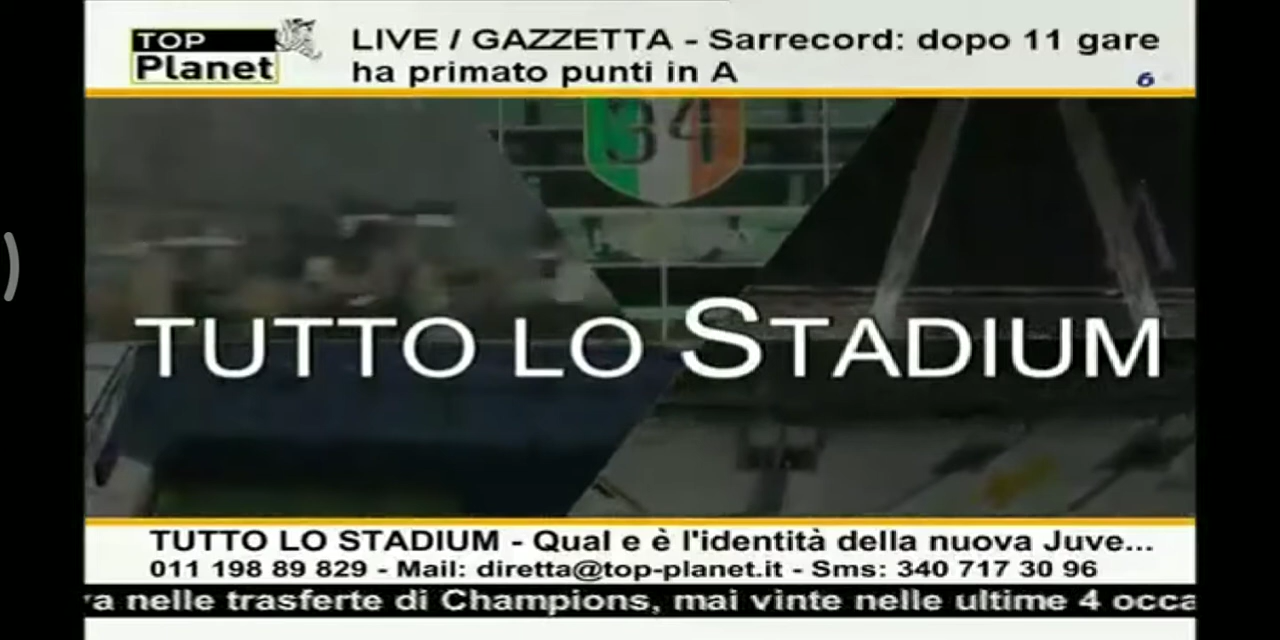 TOP
Planet
LIVE / GAZZETTA - Sarrecord: dopo 11 gare
ha primato punti in A
6
34
TUTTO LO STADIUM
TUTTO LO STADIUM - Qual e è l'identità della nuova Juve...
011 198 89 829 - Mail: diretta@top-planet.it - Sms: 340 717 30 96
va nelle trasferte di Champions, mai vinte nelle ultime 4 occa